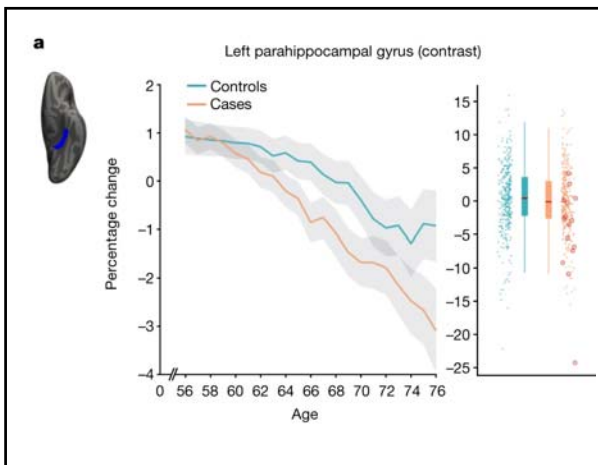 a
Left parahippocampal gyrus (contrast)
Controls
Cases
Percentage change
2
1
0
–1
–2
–3
–4
0 56 58 60 62 64 66 68 70 72 74 76
Age
15
10
5
0
–5
–10
–15
–20
–25